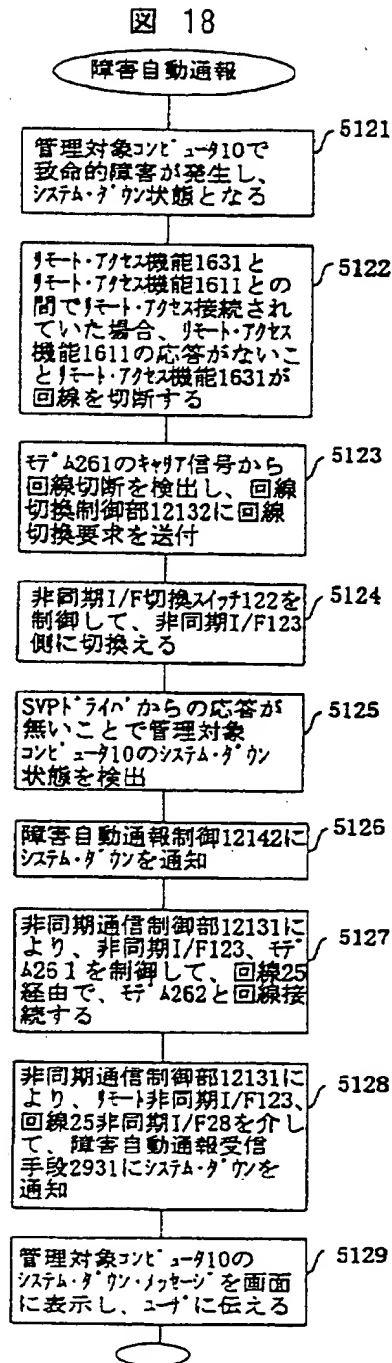 図 18
障害自動通報
5121
管理対象コンピュータ10で
致命的障害が発生し、
システム・ダウン状態となる
5122
リモート・アクセス機能1631と
リモート・アクセス機能1611との
間でリモート・アクセス接続され
ていた場合、リモート・アクセス
機能1611の応答がないこ
とリモート・アクセス機能1631が
回線を切断する
5123
モデム261のキャリア信号から
回線切断を検出し、回線
切換制御部12132に回線
切換要求を送付
5124
非同期I/F切換スイッチ122を
制御して、非同期I/F123
側に切換える
5125
SVPドライバからの応答が
無いことで管理対象
コンピュータ10のシステム・ダウン
状態を検出
5126
障害自動通報制御12142に
システム・ダウンを通知
5127
非同期通信制御部12131に
より、非同期I/F123、モデ
ム261を制御して、回線25
経由で、モデム262と回線接
続する
5128
非同期通信制御部12131に
より、リモート非同期I/F123、
回線25非同期I/F28を介し
て、障害自動通報受信
手段2931にシステム・ダウンを
通知
5129
管理対象コンピュータ10の
システム・ダウン・メッセージを画面
に表示し、ユーザに伝える